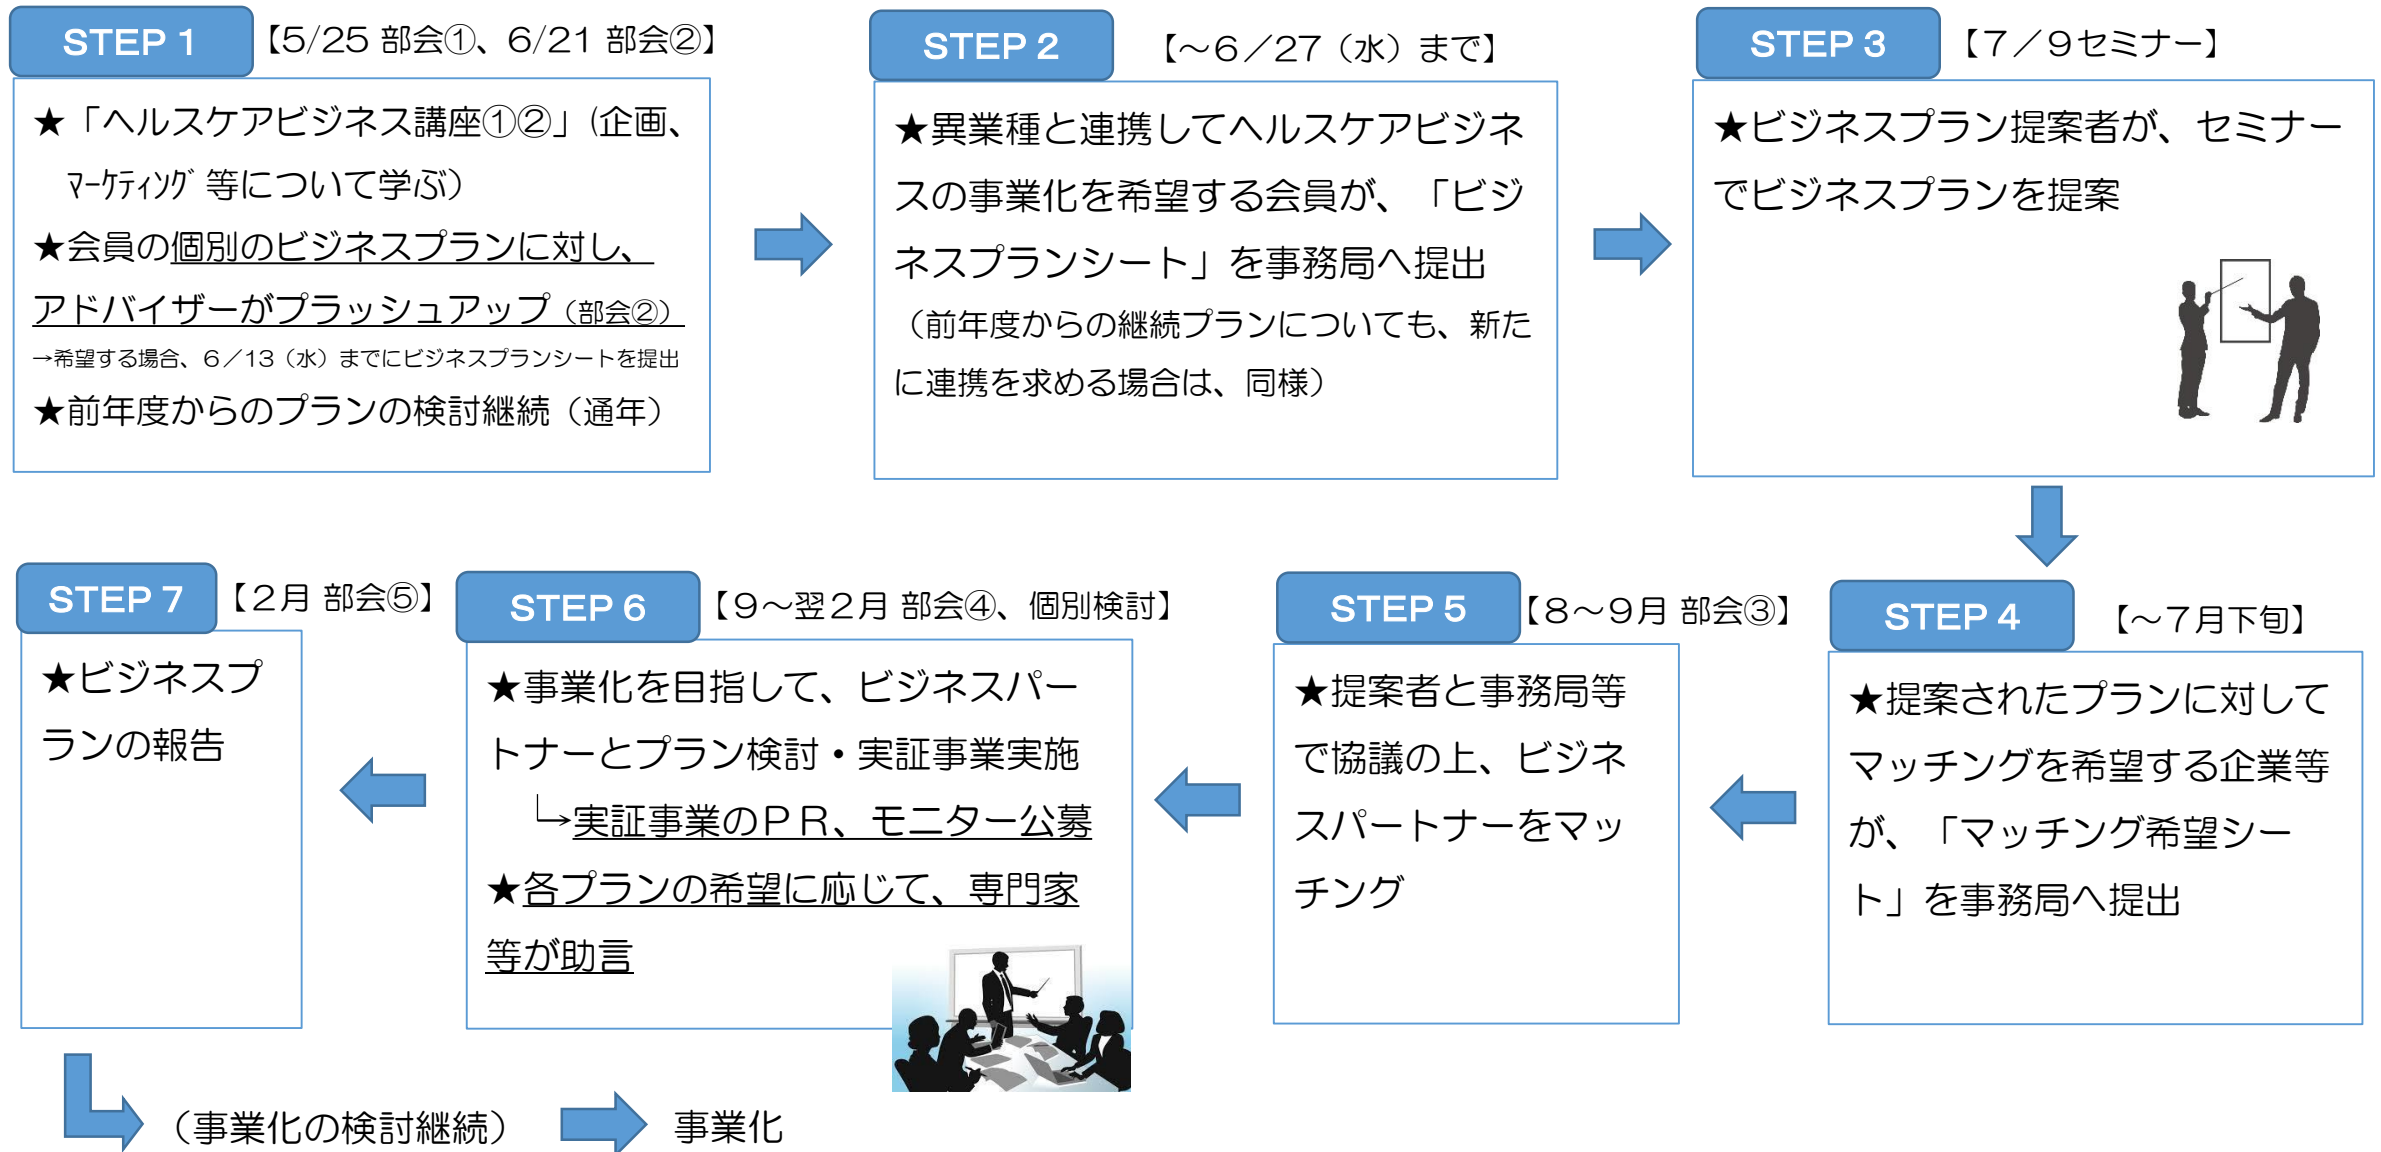 STEP 1
【5/25 部会①、6/21 部会②】
★「ヘルスケアビジネス講座①②」(企画、
ﾏｰｹﾃｨﾝｸﾞ 等について学ぶ)
★会員の個別のビジネスプランに対し、
アドバイザーがプラッシュアップ（部会②）
→希望する場合、６／13（水）までにビジネスプランシートを提出
★前年度からのプランの検討継続（通年）
STEP 2
【～６／27（水）まで】
★異業種と連携してヘルスケアビジネ
スの事業化を希望する会員が、「ビジ
ネスプランシート」を事務局へ提出
（前年度からの継続プランについても、新た
に連携を求める場合は、同様）
STEP 3
【７／９セミナー】
★ビジネスプラン提案者が、セミナー
でビジネスプランを提案
STEP 4
【～７月下旬】
★提案されたプランに対して
マッチングを希望する企業等
が、「マッチング希望シー
ト」を事務局へ提出
STEP 5
【８～９月 部会③】
★提案者と事務局等
で協議の上、ビジネ
スパートナーをマッ
チング
STEP 6
【９～翌２月 部会④、個別検討】
★事業化を目指して、ビジネスパー
トナーとプラン検討・実証事業実施
└→実証事業のＰＲ、モニター公募
★各プランの希望に応じて、専門家
等が助言
STEP 7
【２月 部会⑤】
★ビジネスプ
ランの報告
（事業化の検討継続）
事業化